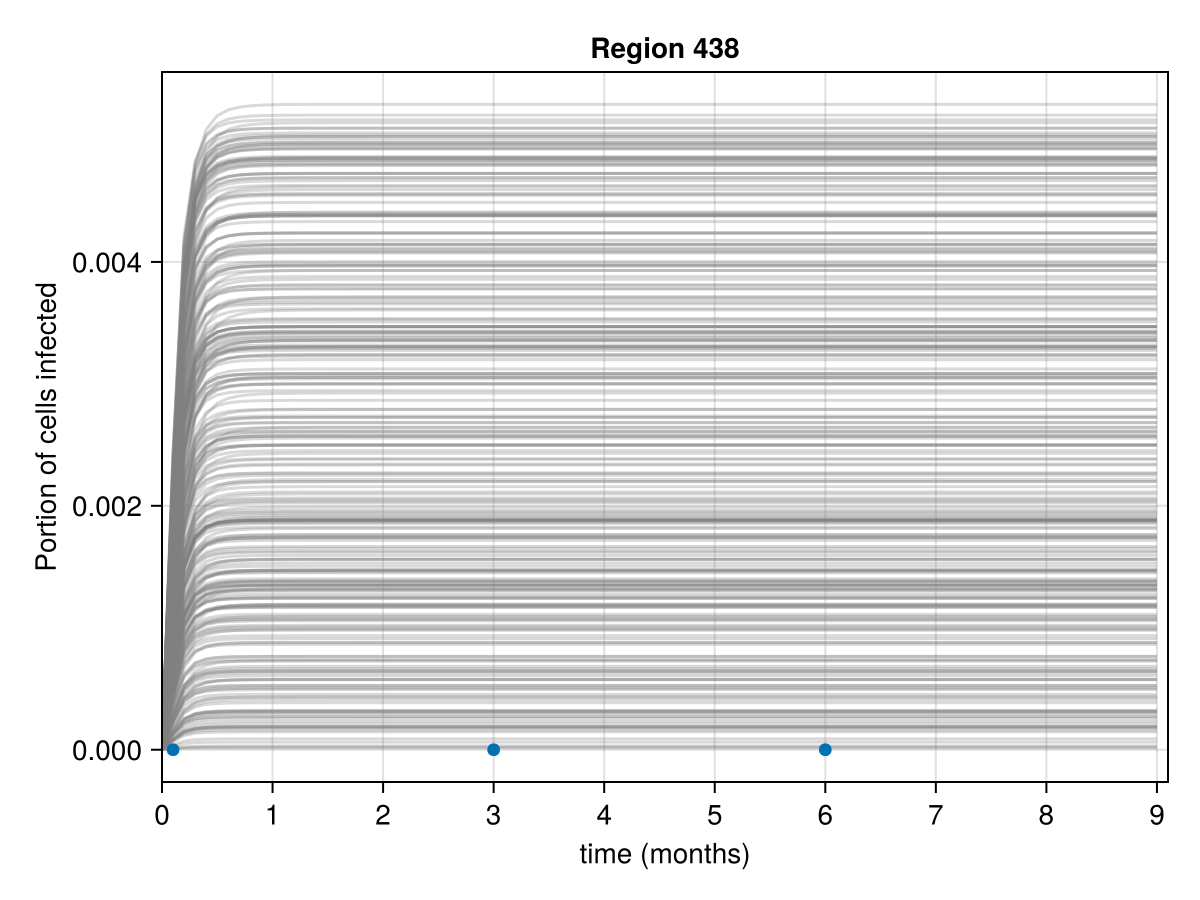 Region 438
Portion of cells infected
0.004
0.002
0.000
0 1 2 3 4 5 6 7 8 9
time (months)